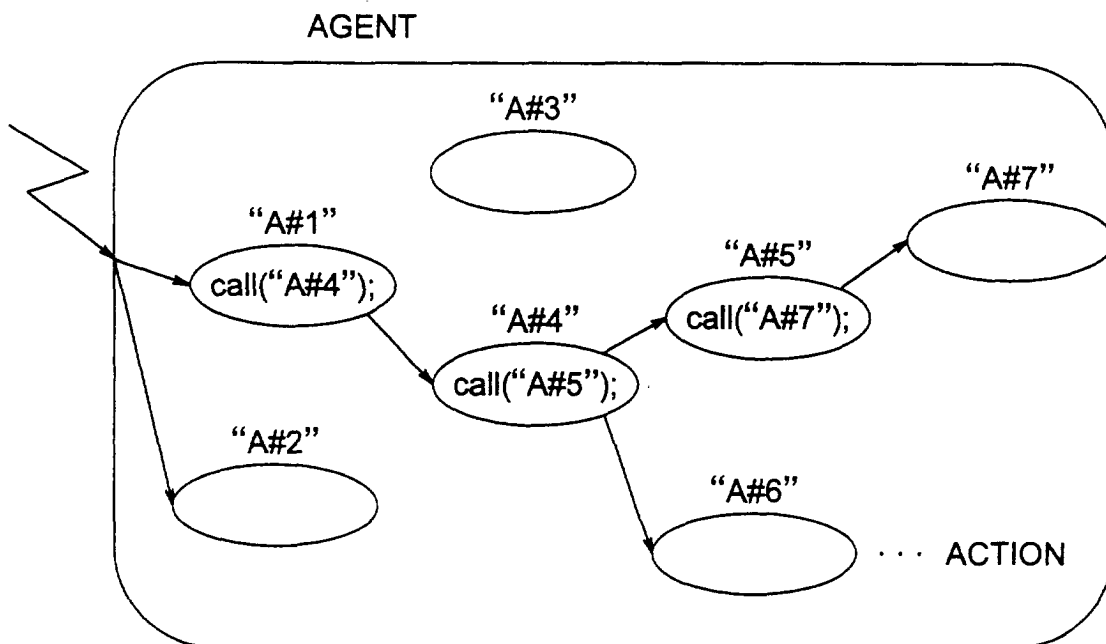 AGENT
“A#3”
“A#7”
“A#1”
call(“A#4”);
“A#5”
call(“A#7”);
“A#4”
call(“A#5”);
“A#2”
“A#6”
··· ACTION